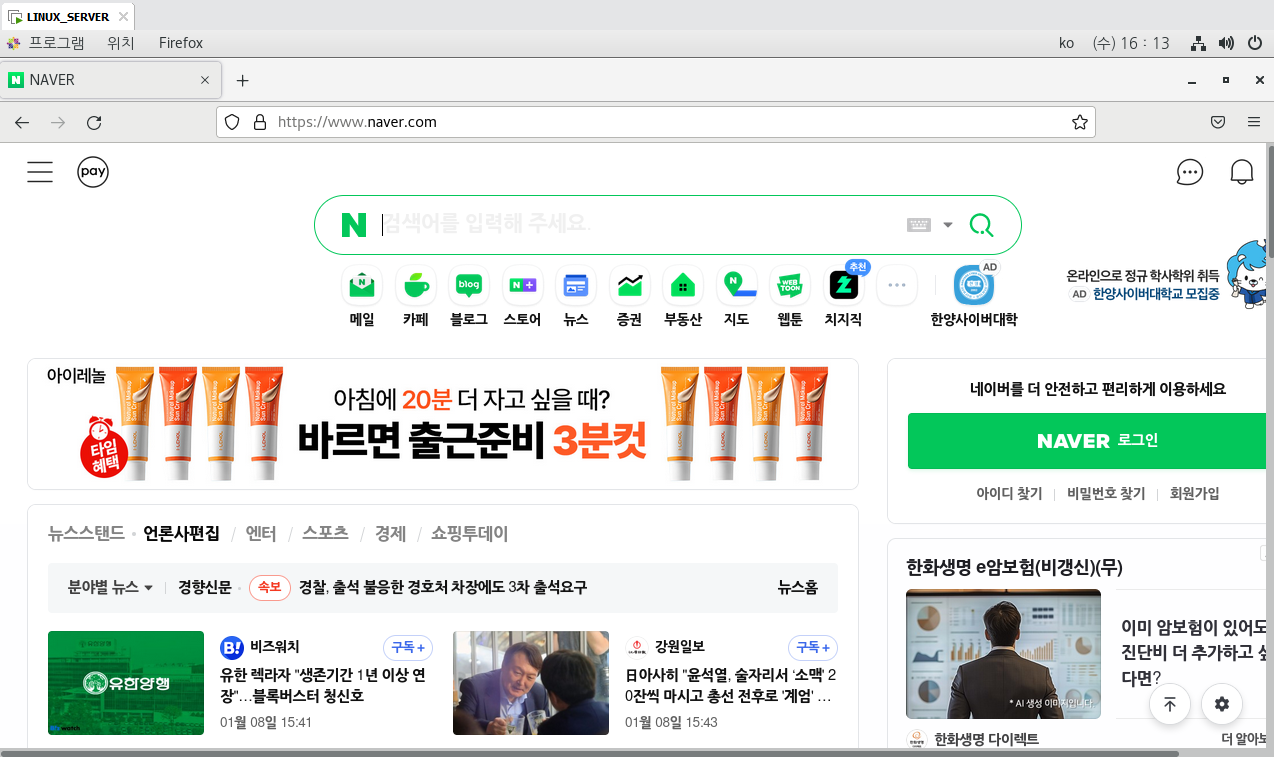 LINUX_SERVER
프로그램 위치 Firefox ko (수) 16 : 13
NAVER
https://www.naver.com
pay
N 검색어를 입력해 주세요.
메일 카페 블로그 스토어 뉴스 증권 부동산 지도 웹툰 치지직 한양사이버대학
blog
WEB TOON
추천
AD
온라인으로 정규 학사학위 취득
AD 한양사이버대학교 모집중
아이레놀
타임
혜택
아침에 20분 더 자고 싶을 때?
바르면 출근준비 3분컷
네이버를 더 안전하고 편리하게 이용하세요
NAVER 로그인
아이디 찾기 비밀번호 찾기 회원가입
뉴스스탠드 언론사편집 / 엔터 / 스포츠 / 경제 / 쇼핑투데이
분야별 뉴스 경향신문 속보 경찰, 출석 불응한 경호처 차장에도 3차 출석요구 뉴스홈
유한양행
비즈워치 구독 +
유한 렉라자 "생존기간 1년 이상 연
장"…블록버스터 청신호
01월 08일 15:41
강원일보 구독 +
日아사히 "윤석열, 술자리서 ‘소맥’ 2
0잔씩 마시고 총선 전후로 ‘계엄’ …
01월 08일 15:43
한화생명 e암보험(비갱신)(무)
* AI 생성 이미지입니다
이미 암보험이 있어도
진단비 더 추가하고 싶
다면?
한화생명 다이렉트 더 알아보